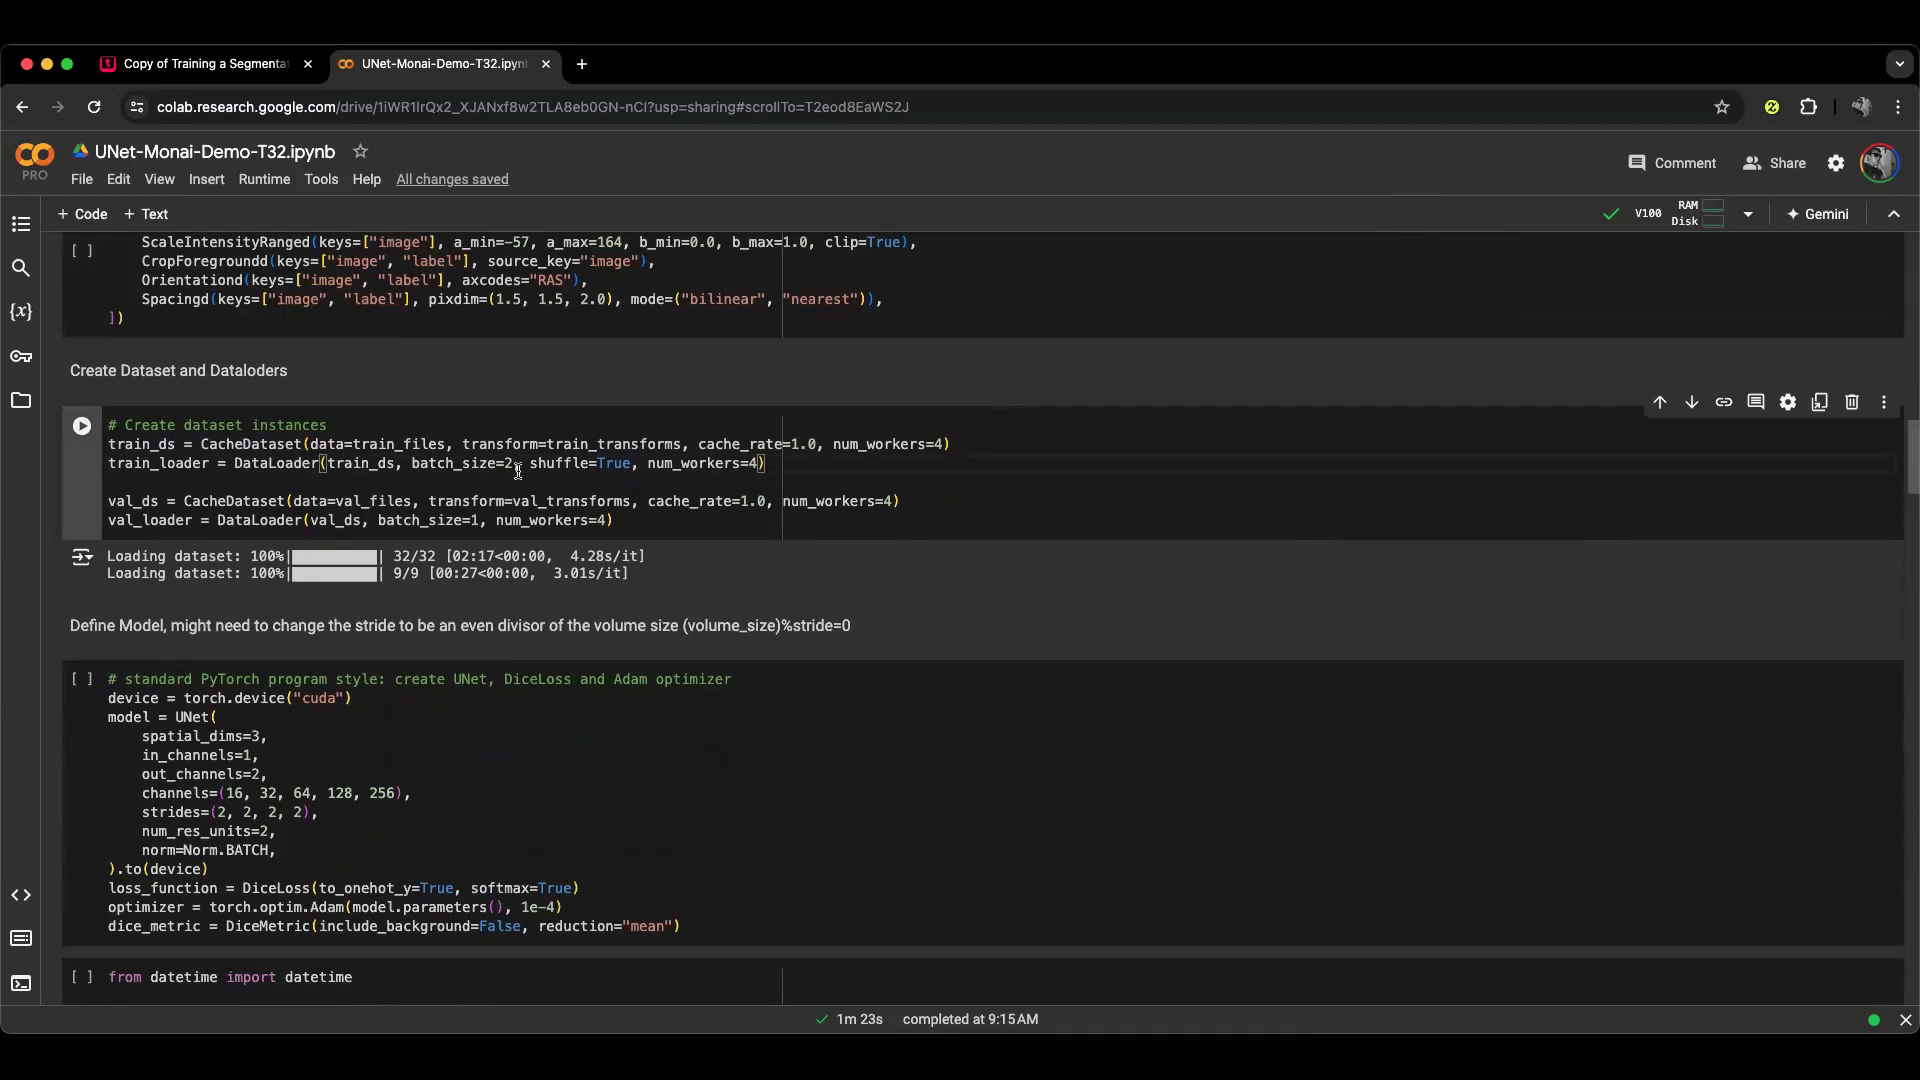 Copy of Training a Segmenta
UNet-Monai-Demo-T32.ipyn
colab.research.google.com/drive/1iWR1IrQx2_XJANxf8w2TLA8eb0GN-nCl?usp=sharing#scrollTo=T2eod8EaWS2J
UNet-Monai-Demo-T32.ipynb
PRO
File Edit View Insert Runtime Tools Help All changes saved
Comment Share
+ Code + Text
V100 RAM Disk Gemini
[ ] ScaleIntensityRanged(keys=["image"], a_min=-57, a_max=164, b_min=0.0, b_max=1.0, clip=True),
CropForegroundd(keys=["image", "label"], source_key="image"),
Orientationd(keys=["image", "label"], axcodes="RAS"),
Spacingd(keys=["image", "label"], pixdim=(1.5, 1.5, 2.0), mode=("bilinear", "nearest")),
])
Create Dataset and Dataloders
# Create dataset instances
train_ds = CacheDataset(data=train_files, transform=train_transforms, cache_rate=1.0, num_workers=4)
train_loader = DataLoader(train_ds, batch_size=2, shuffle=True, num_workers=4)
val_ds = CacheDataset(data=val_files, transform=val_transforms, cache_rate=1.0, num_workers=4)
val_loader = DataLoader(val_ds, batch_size=1, num_workers=4)
Loading dataset: 100%|██████████| 32/32 [02:17<00:00, 4.28s/it]
Loading dataset: 100%|██████████| 9/9 [00:27<00:00, 3.01s/it]
Define Model, might need to change the stride to be an even divisor of the volume size (volume_size)%stride=0
[ ] # standard PyTorch program style: create UNet, DiceLoss and Adam optimizer
device = torch.device("cuda")
model = UNet(
spatial_dims=3,
in_channels=1,
out_channels=2,
channels=(16, 32, 64, 128, 256),
strides=(2, 2, 2, 2),
num_res_units=2,
norm=Norm.BATCH,
).to(device)
loss_function = DiceLoss(to_onehot_y=True, softmax=True)
optimizer = torch.optim.Adam(model.parameters(), 1e-4)
dice_metric = DiceMetric(include_background=False, reduction="mean")
[ ] from datetime import datetime
1m 23s completed at 9:15 AM